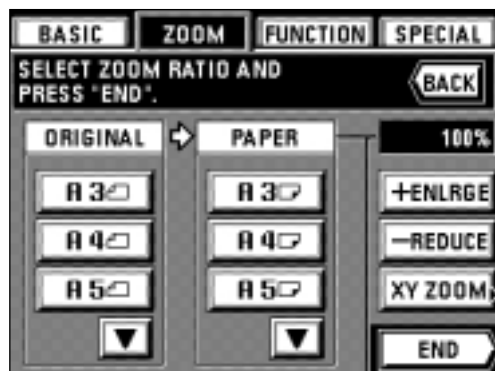 BASIC ZOOM FUNCTION SPECIAL
SELECT ZOOM RATIO AND
PRESS "END".
BACK
ORIGINAL PAPER 100%
A3 A3 +ENLRGE
A4 A4 -REDUCE
A5 A5 XY ZOOM
END